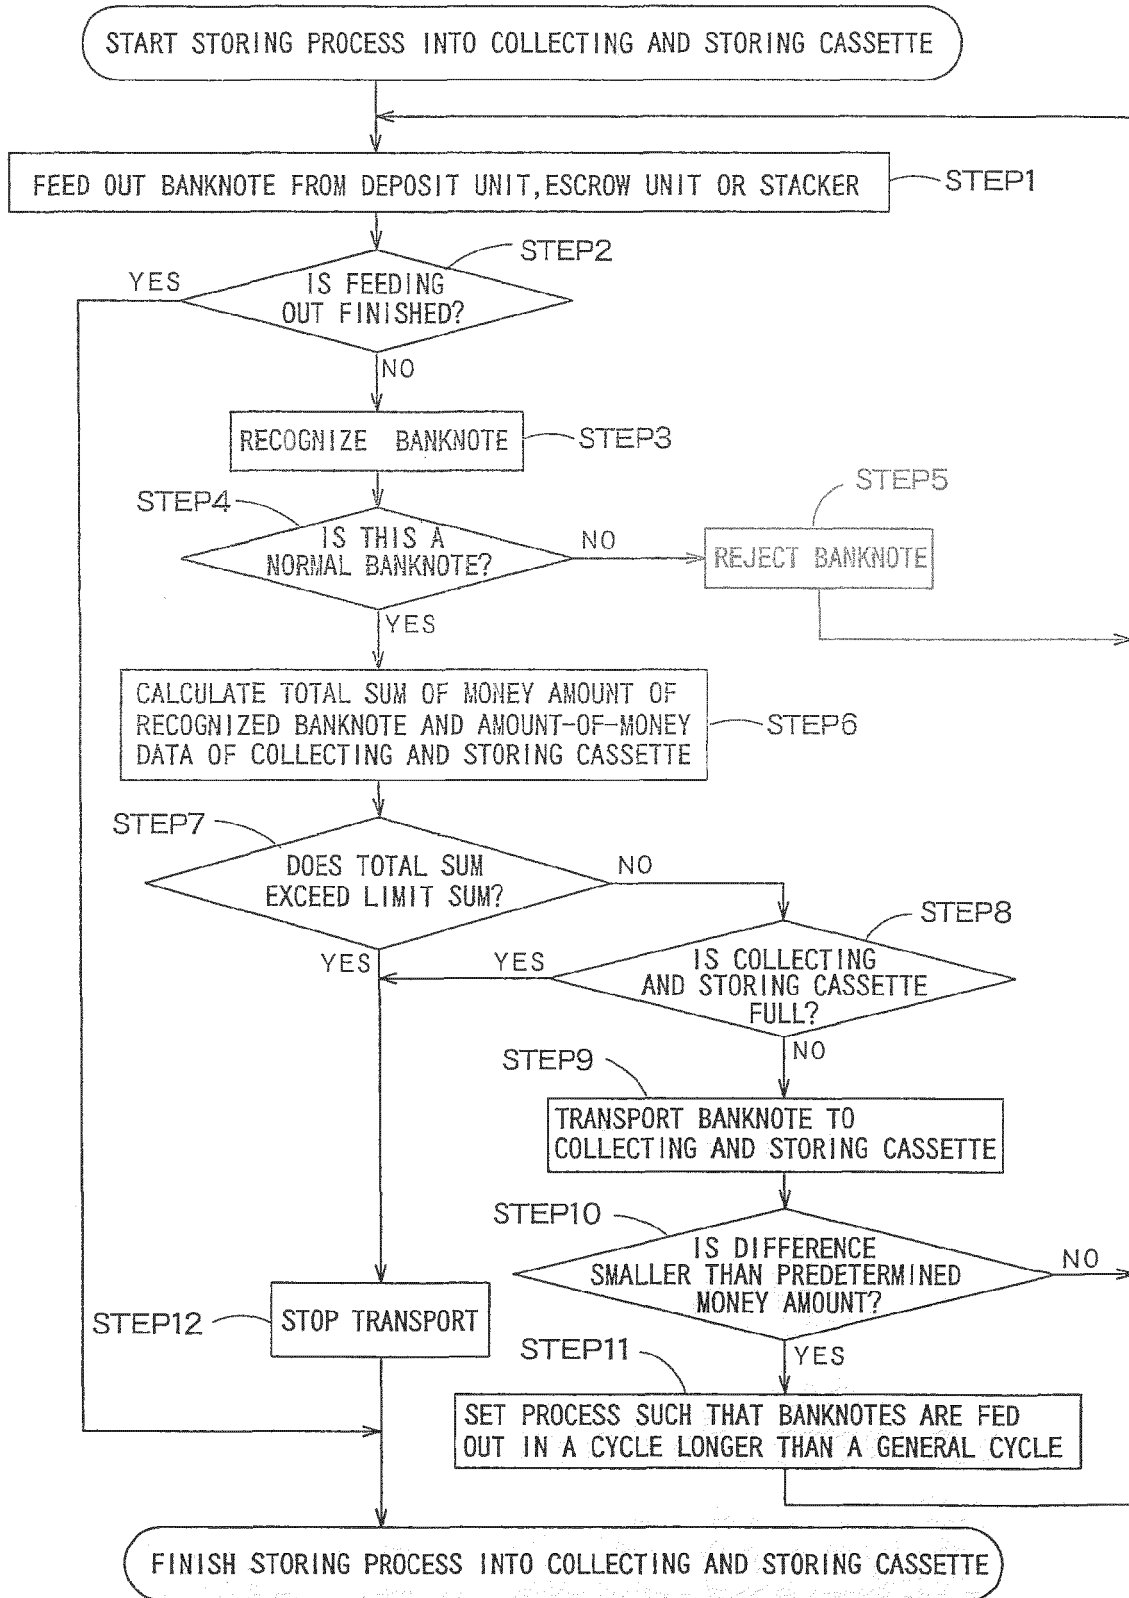 START STORING PROCESS INTO COLLECTING AND STORING CASSETTE
FEED OUT BANKNOTE FROM DEPOSIT UNIT, ESCROW UNIT OR STACKER
STEP1
STEP2
YES
IS FEEDING
OUT FINISHED?
NO
RECOGNIZE BANKNOTE
STEP3
STEP4
IS THIS A
NORMAL BANKNOTE?
NO
STEP5
REJECT BANKNOTE
YES
CALCULATE TOTAL SUM OF MONEY AMOUNT OF
RECOGNIZED BANKNOTE AND AMOUNT-OF-MONEY
DATA OF COLLECTING AND STORING CASSETTE
STEP6
STEP7
DOES TOTAL SUM
EXCEED LIMIT SUM?
NO
STEP8
YES
YES
IS COLLECTING
AND STORING CASSETTE
FULL?
NO
STEP9
TRANSPORT BANKNOTE TO
COLLECTING AND STORING CASSETTE
STEP10
IS DIFFERENCE
SMALLER THAN PREDETERMINED
MONEY AMOUNT?
NO
STEP12
STOP TRANSPORT
YES
STEP11
SET PROCESS SUCH THAT BANKNOTES ARE FED
OUT IN A CYCLE LONGER THAN A GENERAL CYCLE
FINISH STORING PROCESS INTO COLLECTING AND STORING CASSETTE